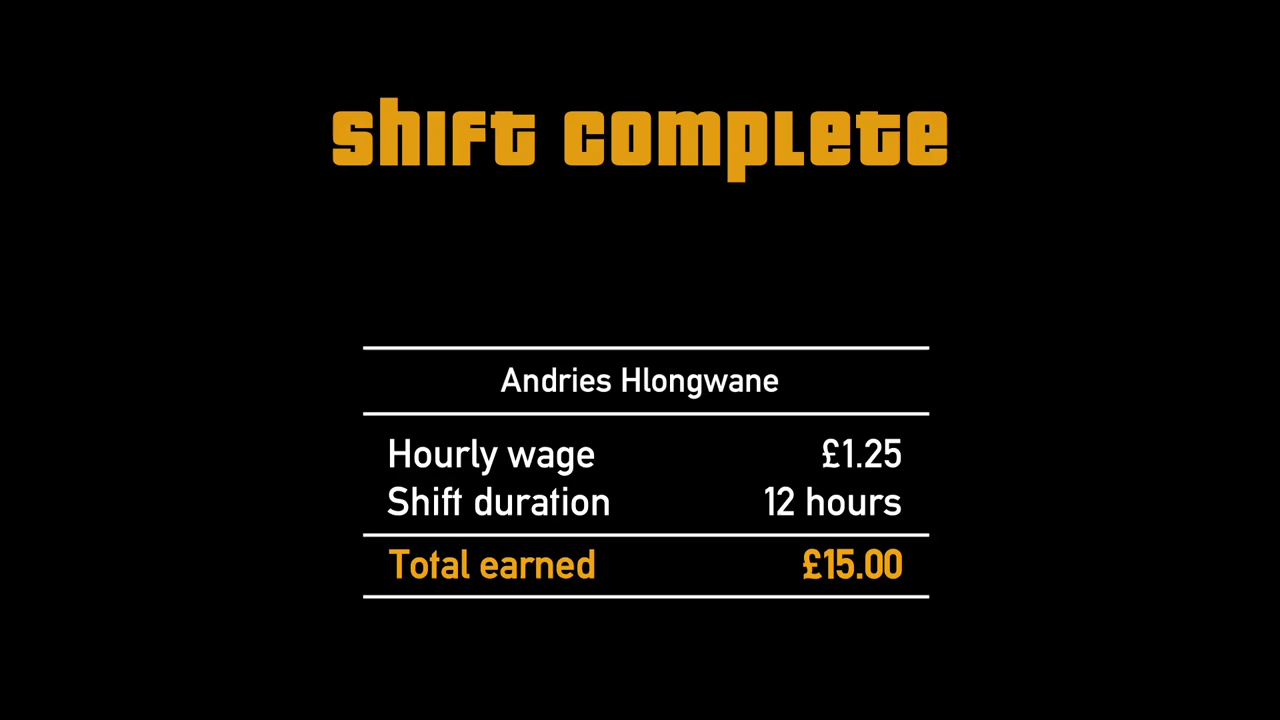 shift complete
Andries Hlongwane
Hourly wage £1.25
Shift duration 12 hours
Total earned £15.00